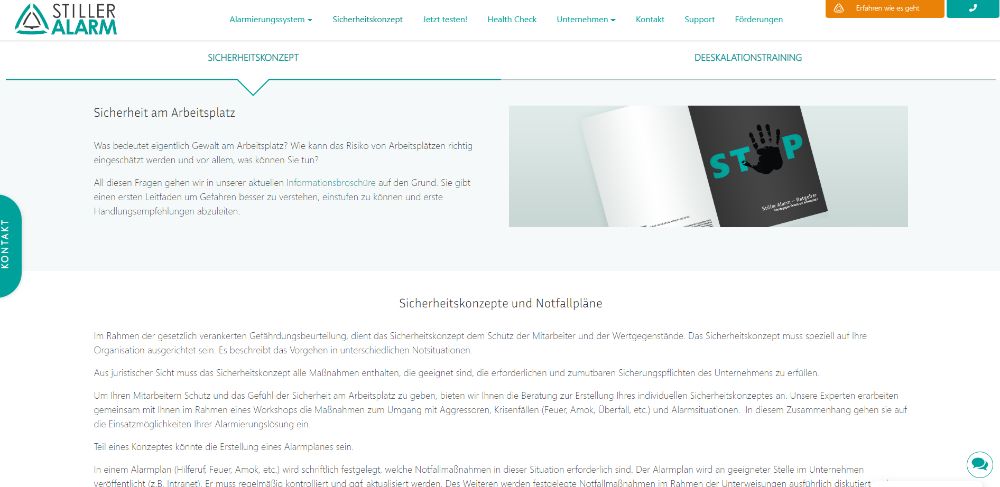 STILLER
ALARM
Alarmierungssystem
Sicherheitskonzept
Jetzt testen!
Health Check
Unternehmen
Kontakt
Support
Förderungen
Erfahren wie es geht
SICHERHEITSKONZEPT
DEESKALATIONSTRAINING
Sicherheit am Arbeitsplatz
Was bedeutet eigentlich Gewalt am Arbeitsplatz? Wie kann das Risiko von Arbeitsplätzen richtig
eingeschätzt werden und vor allem, was können Sie tun?
All diesen Fragen gehen wir in unserer aktuellen Informationsbroschüre auf den Grund. Sie gibt
einen ersten Leitfaden um Gefahren besser zu verstehen, einstufen zu können und erste
Handlungsempfehlungen abzuleiten.
STOP
Stiller Alarm – Ratgeber
KONTAKT
Sicherheitskonzepte und Notfallpläne
Im Rahmen der gesetzlich verankerten Gefährdungsbeurteilung, dient das Sicherheitskonzept dem Schutz der Mitarbeiter und der Wertgegenstände. Das Sicherheitskonzept muss speziell auf Ihre
Organisation ausgerichtet sein. Es beschreibt das Vorgehen in unterschiedlichen Notsituationen.
Aus juristischer Sicht muss das Sicherheitskonzept alle Maßnahmen enthalten, die geeignet sind, die erforderlichen und zumutbaren Sicherungspflichten des Unternehmens zu erfüllen.
Um Ihren Mitarbeitern Schutz und das Gefühl der Sicherheit am Arbeitsplatz zu geben, bieten wir Ihnen die Beratung zur Erstellung Ihres individuellen Sicherheitskonzeptes an. Unsere Experten erarbeiten
gemeinsam mit Ihnen im Rahmen eines Workshops die Maßnahmen zum Umgang mit Aggressoren, Krisenfällen (Feuer, Amok, Überfall, etc.) und Alarmsituationen. In diesem Zusammenhang gehen sie auf
die Einsatzmöglichkeiten Ihrer Alarmierungslösung ein.
Teil eines Konzeptes könnte die Erstellung eines Alarmplanes sein.
In einem Alarmplan (Hilferuf, Feuer, Amok, etc.) wird schriftlich festgelegt, welche Notfallmaßnahmen in dieser Situation erforderlich sind. Der Alarmplan wird an geeigneter Stelle im Unternehmen
veröffentlicht (z.B. Intranet). Er muss regelmäßig kontrolliert und ggf. aktualisiert werden. Des Weiteren werden festgelegte Notfallmaßnahmen im Rahmen der Unterweisungen ausführlich diskutiert